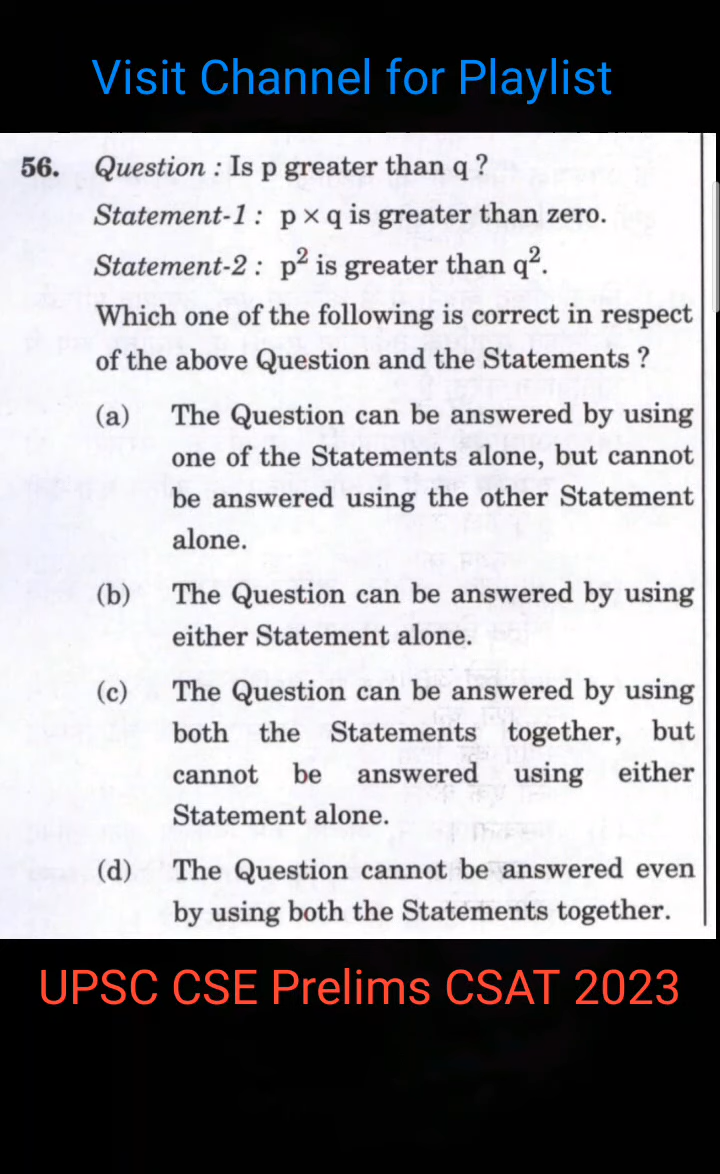 Visit Channel for Playlist
56. Question : Is p greater than q ?
Statement-1 : p × q is greater than zero.
Statement-2 : p² is greater than q².
Which one of the following is correct in respect
of the above Question and the Statements ?
(a) The Question can be answered by using
one of the Statements alone, but cannot
be answered using the other Statement
alone.
(b) The Question can be answered by using
either Statement alone.
(c) The Question can be answered by using
both the Statements together, but
cannot be answered using either
Statement alone.
(d) The Question cannot be answered even
by using both the Statements together.
UPSC CSE Prelims CSAT 2023